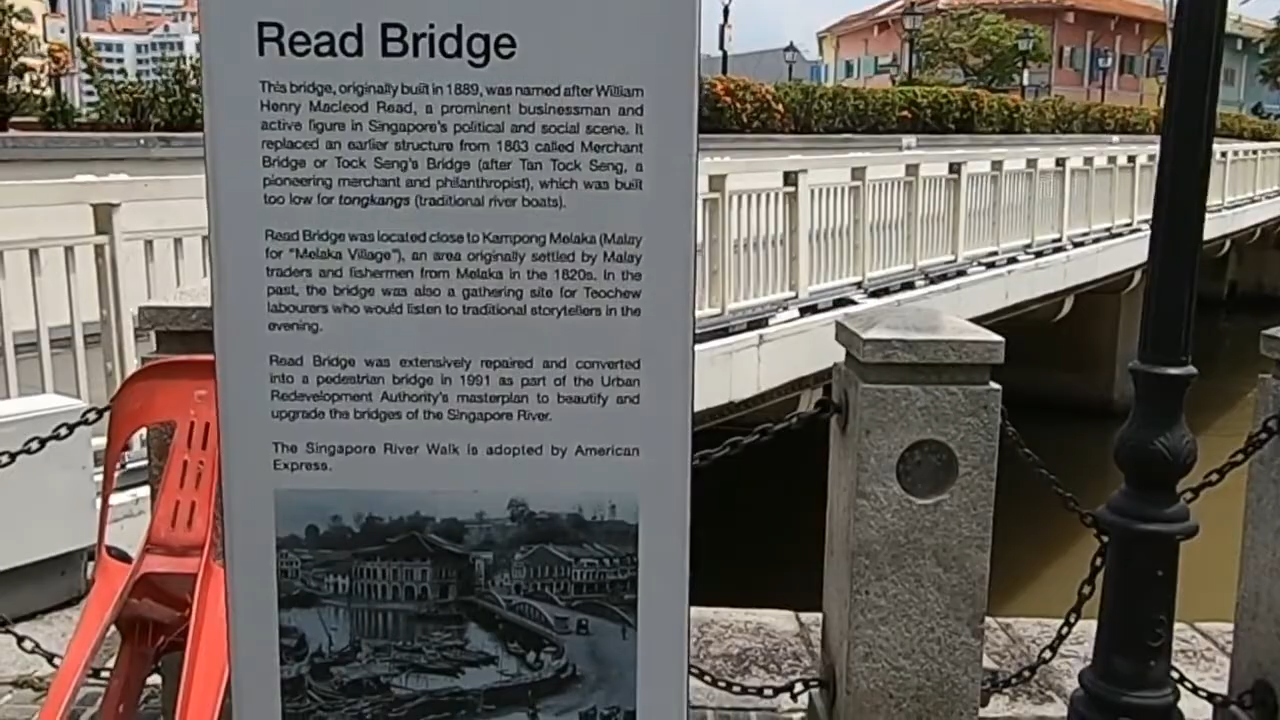 Read Bridge
This bridge, originally built in 1889, was named after William
Henry Macleod Read, a prominent businessman and
active figure in Singapore's political and social scene. It
replaced an earlier structure from 1863 called Merchant
Bridge or Tock Seng's Bridge (after Tan Tock Seng, a
pioneering merchant and philanthropist), which was built
too low for tongkangs (traditional river boats).
Read Bridge was located close to Kampong Melaka (Malay
for "Melaka Village"), an area originally settled by Malay
traders and fishermen from Melaka in the 1820s. In the
past, the bridge was also a gathering site for Teochew
labourers who would listen to traditional storytellers in the
evening.
Read Bridge was extensively repaired and converted
into a pedestrian bridge in 1991 as part of the Urban
Redevelopment Authority's masterplan to beautify and
upgrade the bridges of the Singapore River.
The Singapore River Walk is adopted by American
Express.